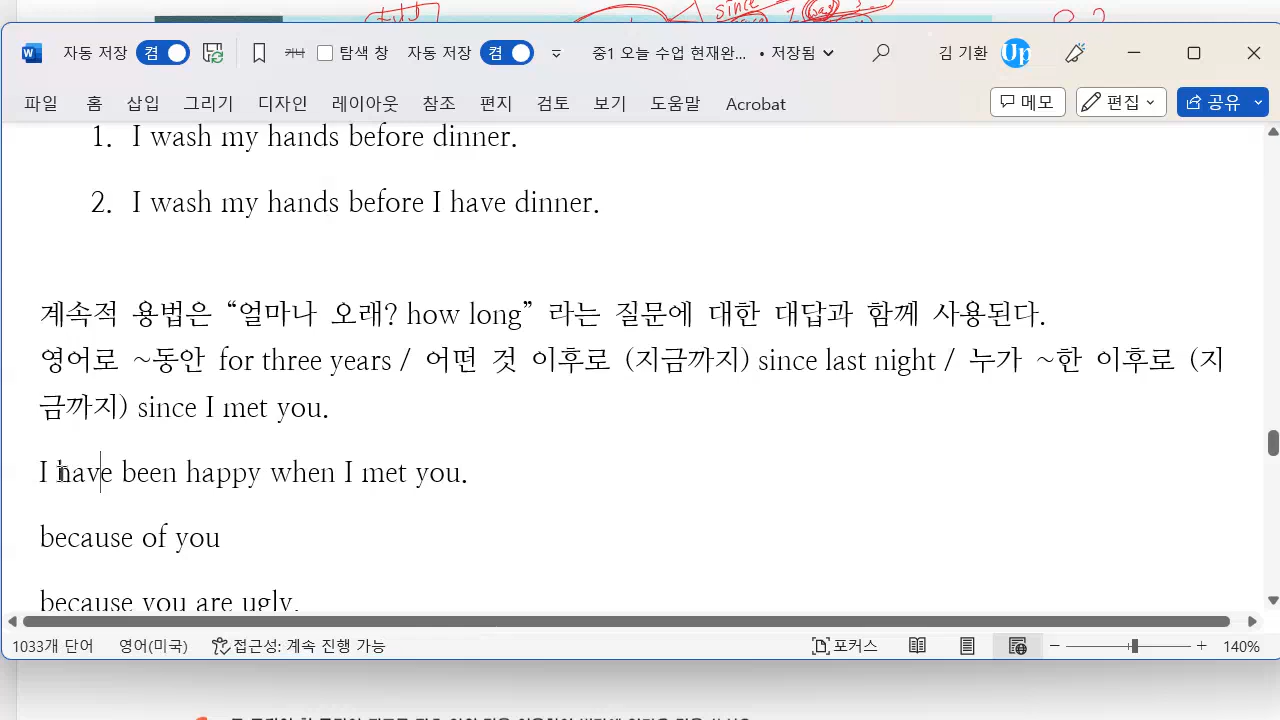 since
자동 저장 켬 가나 탐색 창 자동 저장 켬 중1 오늘 수업 현재완... • 저장됨 김 기환 Up
파일 홈 삽입 그리기 디자인 레이아웃 참조 편지 검토 보기 도움말 Acrobat 메모 편집 공유
1. I wash my hands before dinner.
2. I wash my hands before I have dinner.
계속적 용법은 “얼마나 오래? how long” 라는 질문에 대한 대답과 함께 사용된다.
영어로 ~동안 for three years / 어떤 것 이후로 (지금까지) since last night / 누가 ~한 이후로 (지
금까지) since I met you.
I have been happy when I met you.
because of you
because you are ugly.
1033개 단어 영어(미국) 접근성: 계속 진행 가능 포커스 140%